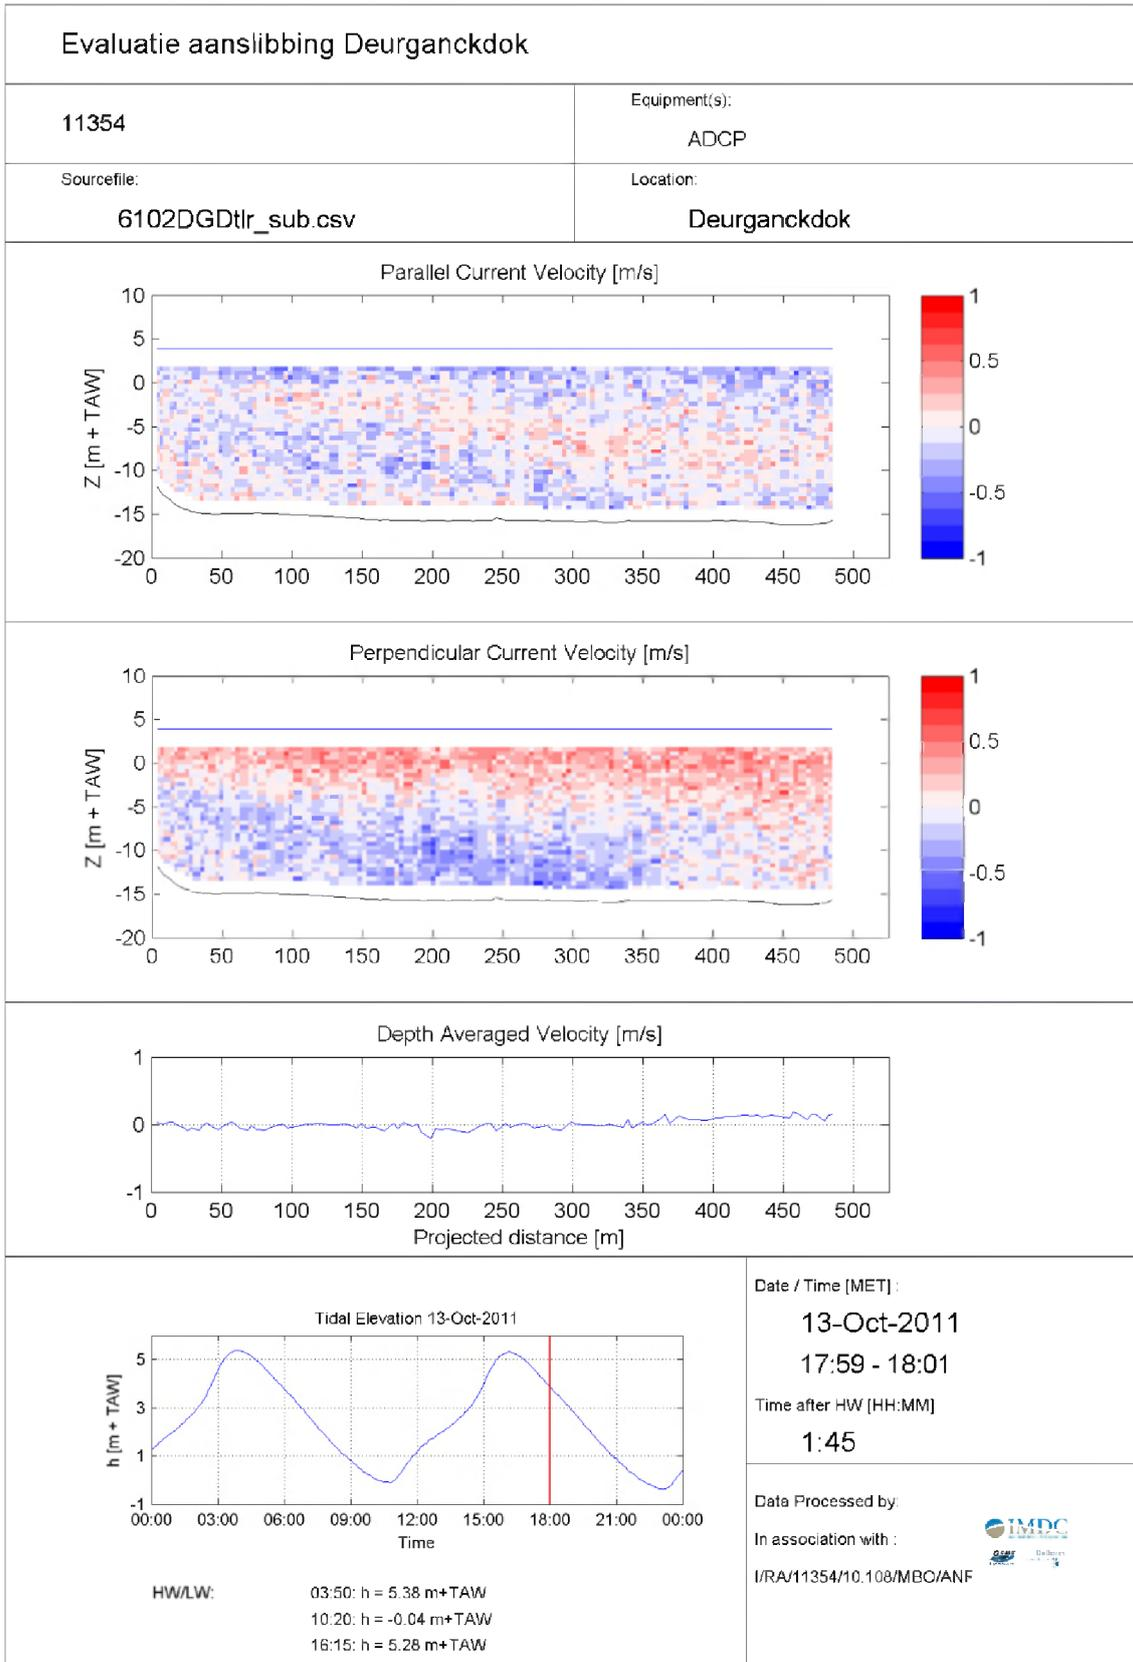 Evaluatie aanslibbing Deurganckdok
11354
Equipment(s):
ADCP
Sourcefile:
6102DGDtlr_sub.csv
Location:
Deurganckdok
Parallel Current Velocity [m/s]
10
5
0
-5
-10
-15
-20
Z [m + TAW]
0 50 100 150 200 250 300 350 400 450 500
1
0.5
0
-0.5
-1
Perpendicular Current Velocity [m/s]
10
5
0
-5
-10
-15
-20
Z [m + TAW]
0 50 100 150 200 250 300 350 400 450 500
1
0.5
0
-0.5
-1
Depth Averaged Velocity [m/s]
1
0
-1
0 50 100 150 200 250 300 350 400 450 500
Projected distance [m]
Tidal Elevation 13-Oct-2011
5
3
1
-1
h [m + TAW]
00:00 03:00 06:00 09:00 12:00 15:00 18:00 21:00 00:00
Time
HW/LW:
03:50: h = 5.38 m+TAW
10:20: h = -0.04 m+TAW
16:15: h = 5.28 m+TAW
Date / Time [MET] :
13-Oct-2011
17:59 - 18:01
Time after HW [HH:MM]
1:45
Data Processed by:
IMDC
In association with :
I/RA/11354/10.108/MBO/ANF